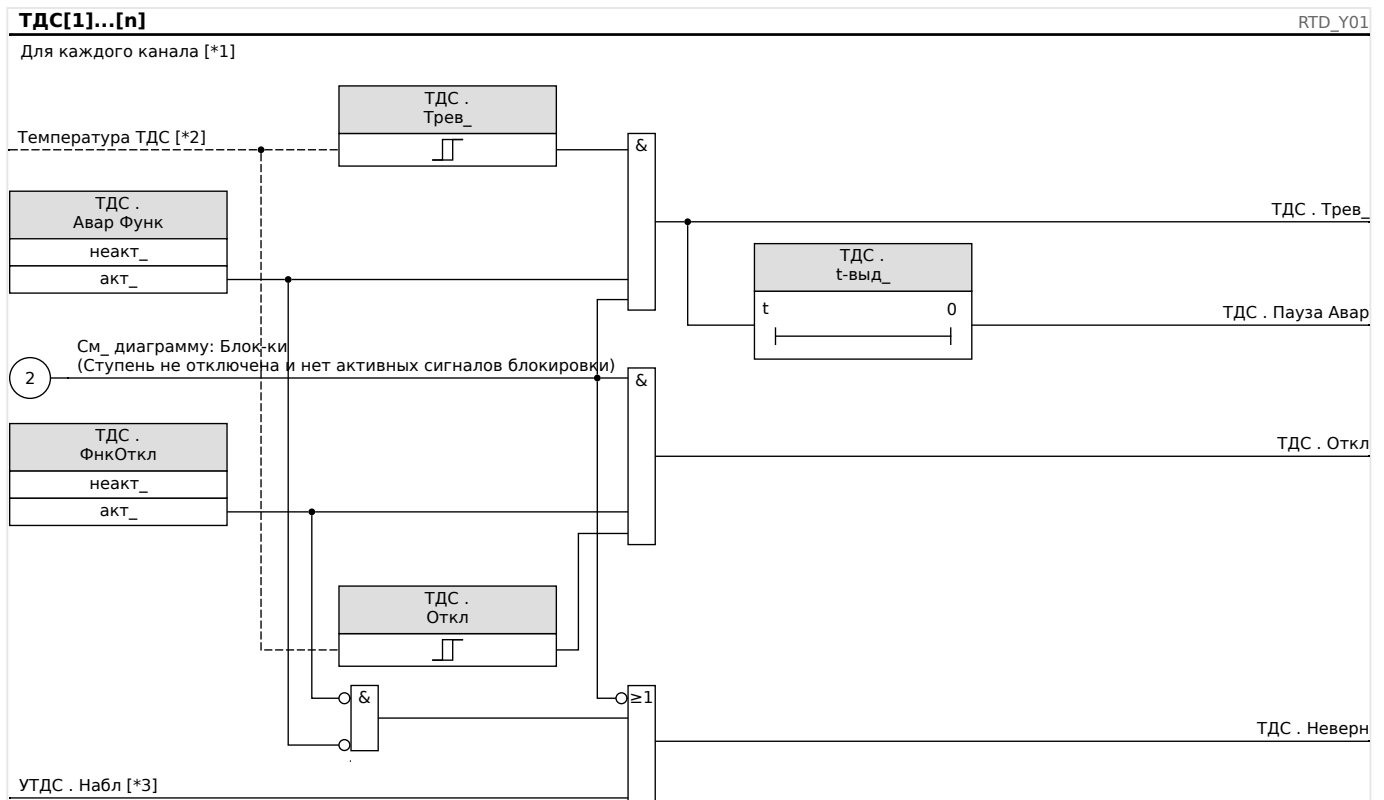 ТДС[1]...[n]
RTD_Y01
Для каждого канала [*1]
ТДС .
Трев_
Температура ТДС [*2]
&
ТДС .
Авар Функ
неакт_
акт_
ТДС . Трев_
ТДС .
t-выд_
t
0
ТДС . Пауза Авар
См_ диаграмму: Блок-ки
(Ступень не отключена и нет активных сигналов блокировки)
2
&
ТДС .
ФнкОткл
неакт_
акт_
ТДС . Откл
ТДС .
Откл
&
≥1
ТДС . Неверн
УТДС . Набл [*3]